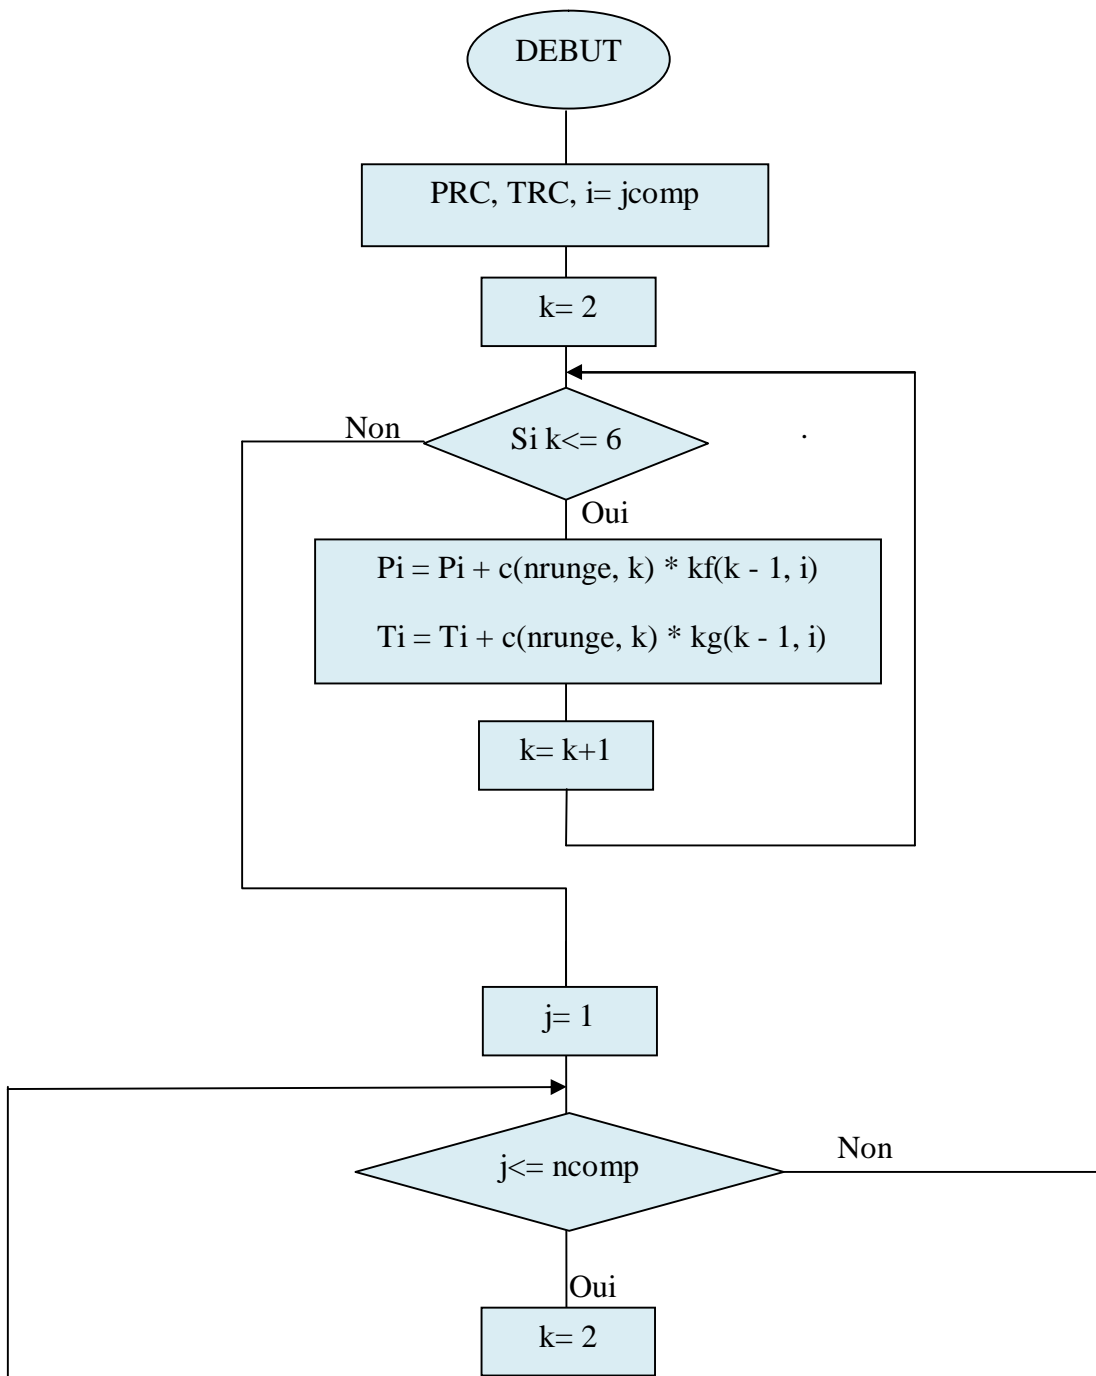 DEBUT
PRC, TRC, i= jcomp
k= 2
Non
Si k<= 6
.
Oui
Pi = Pi + c(nrunge, k) * kf(k - 1, i)
Ti = Ti + c(nrunge, k) * kg(k - 1, i)
k= k+1
j= 1
j<= ncomp
Non
Oui
k= 2